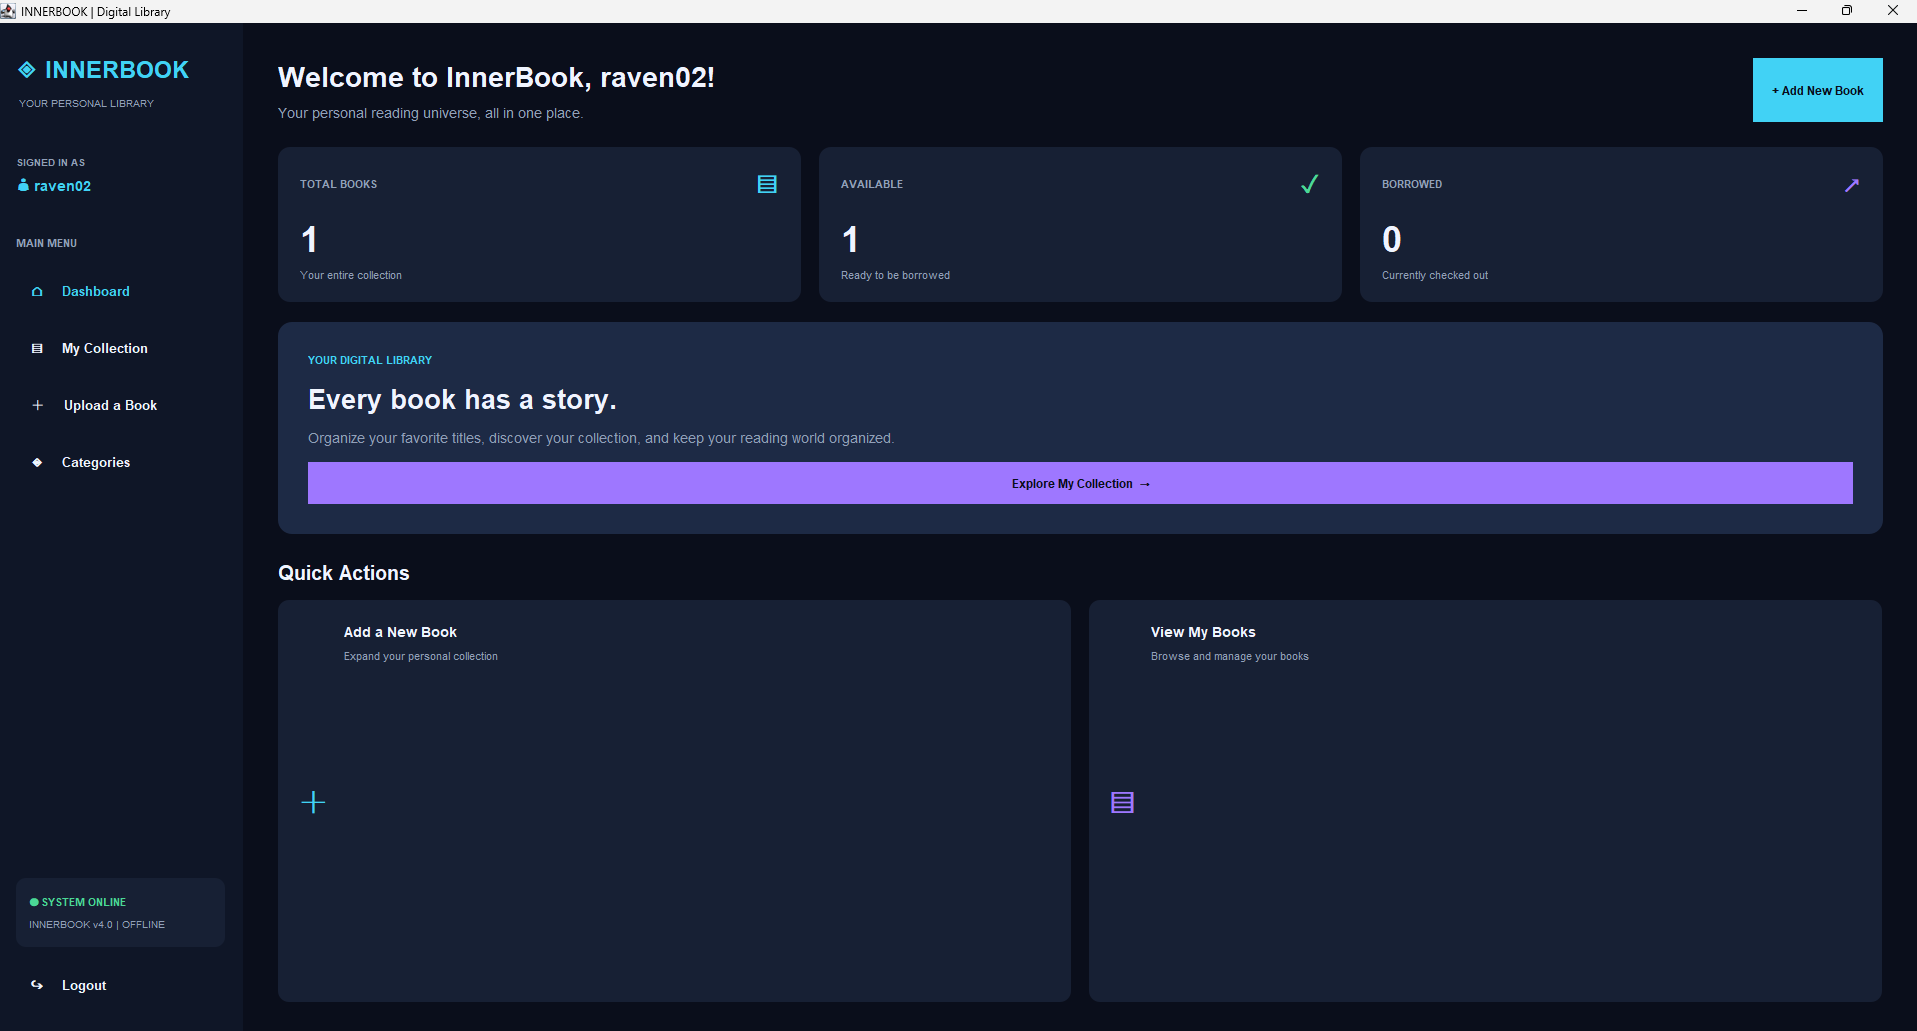 INNERBOOK | Digital Library
INNERBOOK
YOUR PERSONAL LIBRARY
SIGNED IN AS
raven02
MAIN MENU
Dashboard
My Collection
Upload a Book
Categories
SYSTEM ONLINE
INNERBOOK v4.0 | OFFLINE
Logout
Welcome to InnerBook, raven02!
Your personal reading universe, all in one place.
+ Add New Book
TOTAL BOOKS
1
Your entire collection
AVAILABLE
1
Ready to be borrowed
BORROWED
0
Currently checked out
YOUR DIGITAL LIBRARY
Every book has a story.
Organize your favorite titles, discover your collection, and keep your reading world organized.
Explore My Collection →
Quick Actions
Add a New Book
Expand your personal collection
View My Books
Browse and manage your books